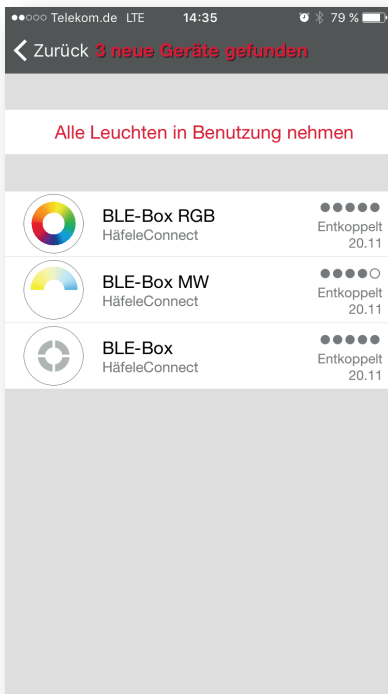 Telekom.de LTE 14:35 79 %
Zurück 3 neue Geräte gefunden
Alle Leuchten in Benutzung nehmen
BLE-Box RGB
HäfeleConnect
Entkoppelt
20.11
BLE-Box MW
HäfeleConnect
Entkoppelt
20.11
BLE-Box
HäfeleConnect
Entkoppelt
20.11